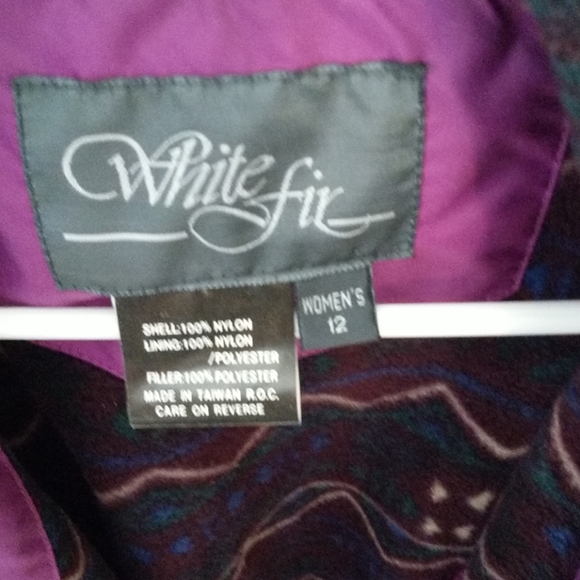 White fir
WOMEN'S
12
SHELL:100% NYLON
LINING:100% NYLON
/POLYESTER
FILLER:100% POLYESTER
MADE IN TAIWAN R.O.C.
CARE ON REVERSE